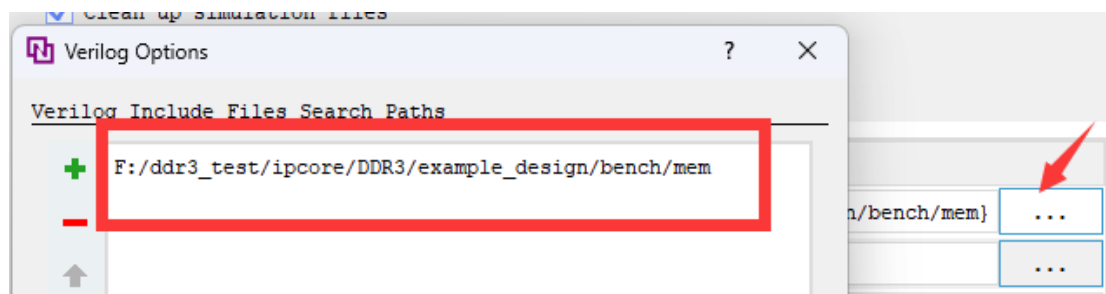 Clean up simulation files
Verilog Options
?
Verilog Include Files Search Paths
F:/ddr3_test/ipcore/DDR3/example_design/bench/mem
n/bench/mem}
...
...